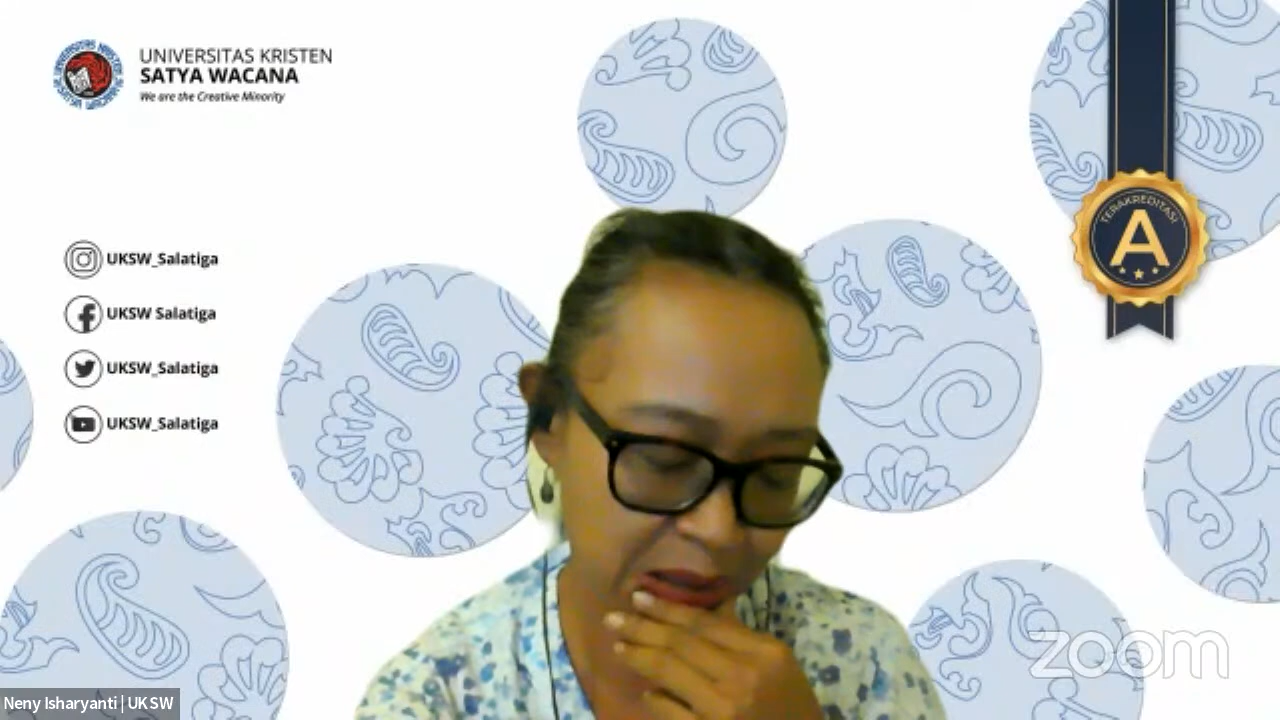 UNIVERSITAS KRISTEN
SATYA WACANA
We are the Creative Minority
TERAKREDITASI
A
UKSW_Salatiga
UKSW Salatiga
UKSW_Salatiga
UKSW_Salatiga
zoom
Neny Isharyanti | UKSW